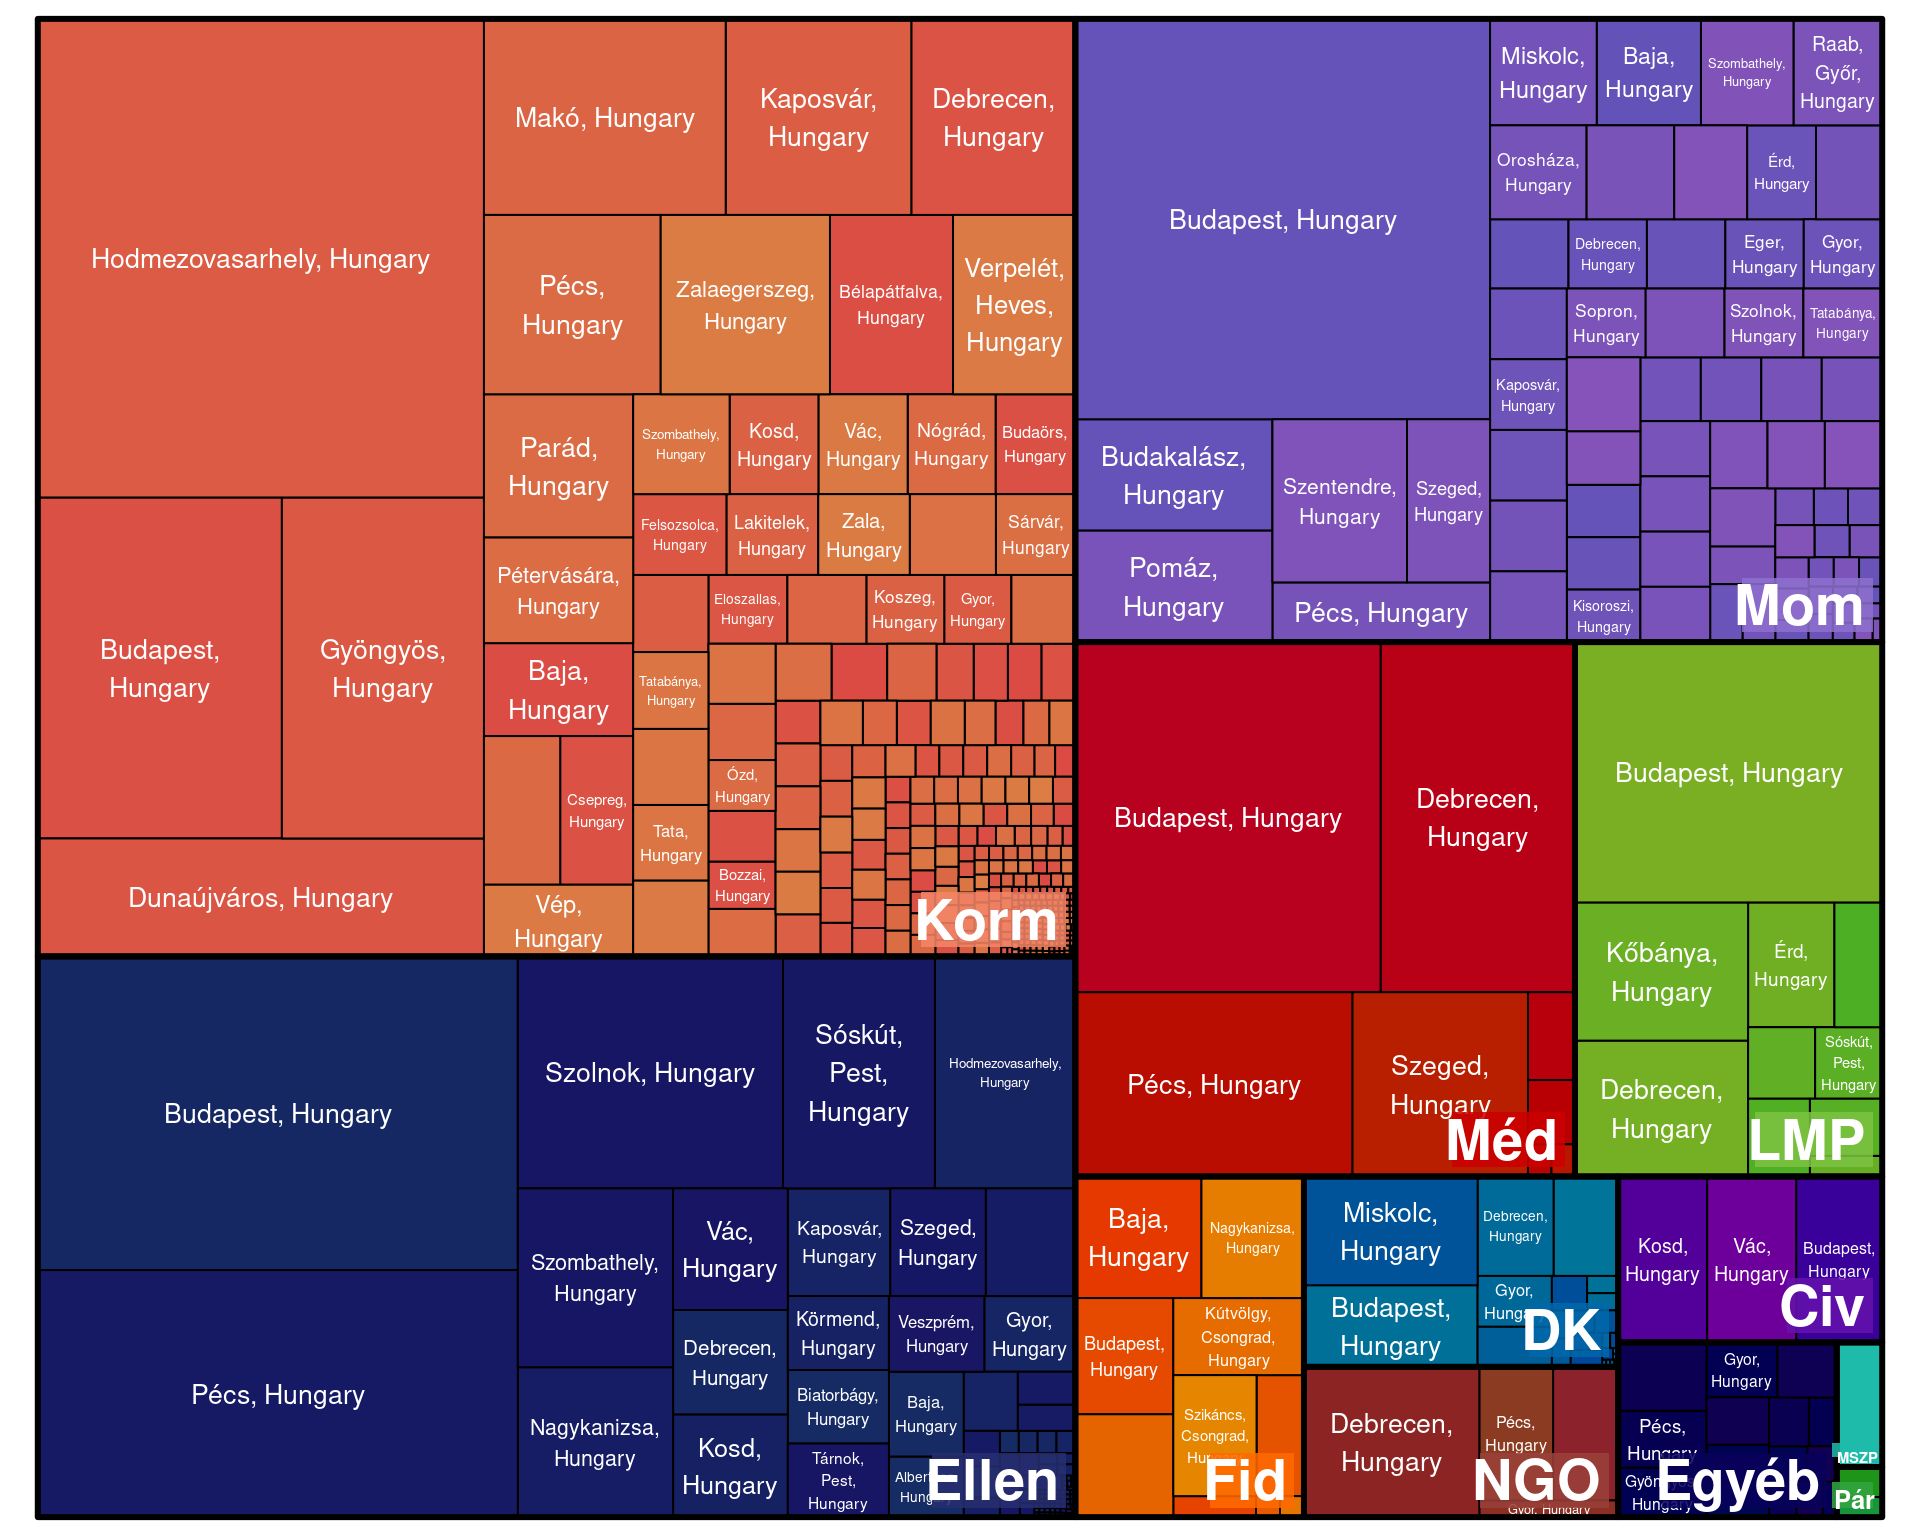 Hodmezovasarhely, Hungary
Budapest,
Hungary
Gyöngyös,
Hungary
Dunaújváros, Hungary
Makó, Hungary
Kaposvár,
Hungary
Debrecen,
Hungary
Pécs,
Hungary
Zalaegerszeg,
Hungary
Bélapátfalva,
Hungary
Verpelét,
Heves,
Hungary
Parád,
Hungary
Szombathely,
Hungary
Kosd,
Hungary
Vác,
Hungary
Nógrád,
Hungary
Budaörs,
Hungary
Felsozsolca,
Hungary
Lakitelek,
Hungary
Zala,
Hungary
Sárvár,
Hungary
Pétervására,
Hungary
Eloszallas,
Hungary
Koszeg,
Hungary
Gyor,
Hungary
Baja,
Hungary
Tatabánya,
Hungary
Csepreg,
Hungary
Ózd,
Hungary
Tata,
Hungary
Bozzai,
Hungary
Vép,
Hungary
Korm
Budapest, Hungary
Miskolc,
Hungary
Baja,
Hungary
Szombathely,
Hungary
Raab,
Győr,
Hungary
Orosháza,
Hungary
Érd,
Hungary
Debrecen,
Hungary
Eger,
Hungary
Gyor,
Hungary
Sopron,
Hungary
Szolnok,
Hungary
Tatabánya,
Hungary
Kaposvár,
Hungary
Budakalász,
Hungary
Szentendre,
Hungary
Szeged,
Hungary
Pomáz,
Hungary
Pécs, Hungary
Kisoroszi,
Hungary
Mom
Budapest, Hungary
Debrecen,
Hungary
Pécs, Hungary
Szeged,
Hungary
Méd
Budapest, Hungary
Kőbánya,
Hungary
Érd,
Hungary
Debrecen,
Hungary
Sóskút,
Pest,
Hungary
LMP
Budapest, Hungary
Pécs, Hungary
Szolnok, Hungary
Sóskút,
Pest,
Hungary
Hodmezovasarhely,
Hungary
Szombathely,
Hungary
Vác,
Hungary
Kaposvár,
Hungary
Szeged,
Hungary
Debrecen,
Hungary
Körmend,
Hungary
Veszprém,
Hungary
Gyor,
Hungary
Nagykanizsa,
Hungary
Kosd,
Hungary
Biatorbágy,
Hungary
Baja,
Hungary
Tárnok,
Pest,
Hungary
Hungary
Ellen
Baja,
Hungary
Nagykanizsa,
Hungary
Budapest,
Hungary
Kútvölgy,
Csongrad,
Hungary
Szikáncs,
Csongrad,
Hungary
Fid
Miskolc,
Hungary
Debrecen,
Hungary
Budapest,
Hungary
Gyor,
Hungary
DK
Debrecen,
Hungary
Pécs,
Hungary
Gyor, Hungary
NGO
Kosd,
Hungary
Vác,
Hungary
Budapest,
Hungary
Civ
Gyor,
Hungary
Pécs,
Hungary
Gyöngyös,
Hungary
Egyéb
MSZP
Pár